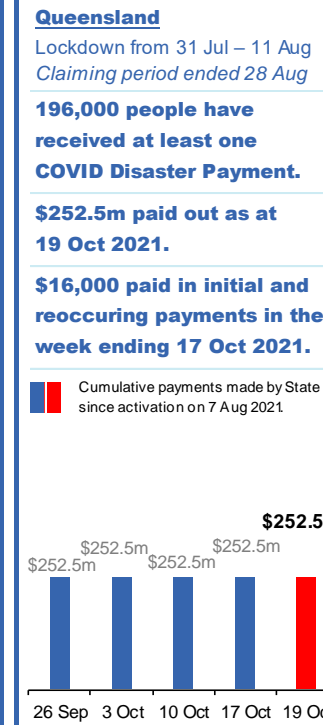 Queensland
Lockdown from 31 Jul – 11 Aug
Claiming period ended 28 Aug
196,000 people have
received at least one
COVID Disaster Payment.
$252.5m paid out as at
19 Oct 2021.
$16,000 paid in initial and
reoccuring payments in the
week ending 17 Oct 2021.
Cumulative payments made by State
since activation on 7 Aug 2021.
$252.5m $252.5m $252.5m $252.5m $252.5
26 Sep 3 Oct 10 Oct 17 Oct 19 O